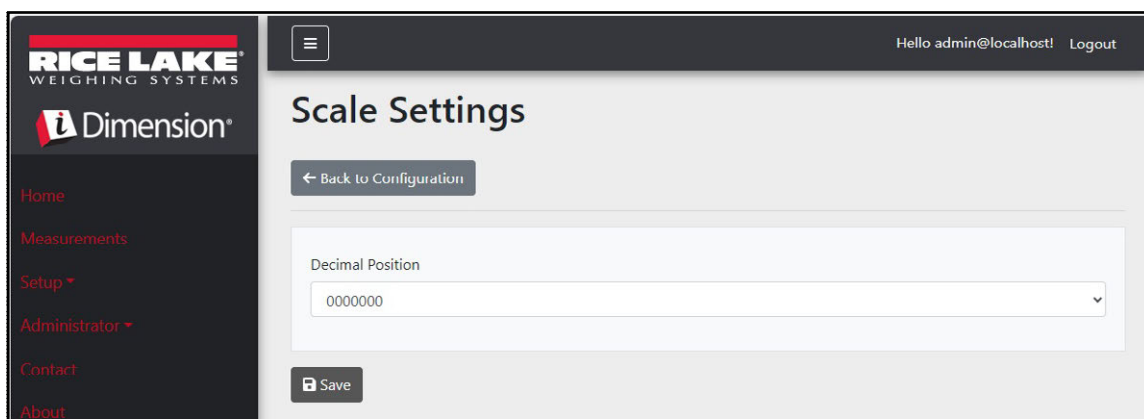 RICE LAKE®
WEIGHING SYSTEMS
iDimension®
Home
Measurements
Setup
Administrator
Contact
About
Hello admin@localhost! Logout
Scale Settings
← Back to Configuration
Decimal Position
0000000
Save